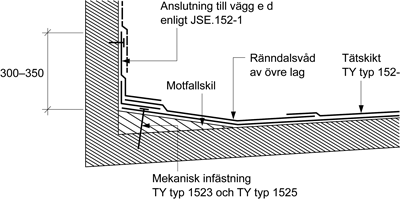 Anslutning till vägg e d
enligt JSE.152-1
300–350
Motfallskil
Ränndalsvåd
av övre lag
Tätskikt
TY typ 152-
Mekanisk infästning
TY typ 1523 och TY typ 1525